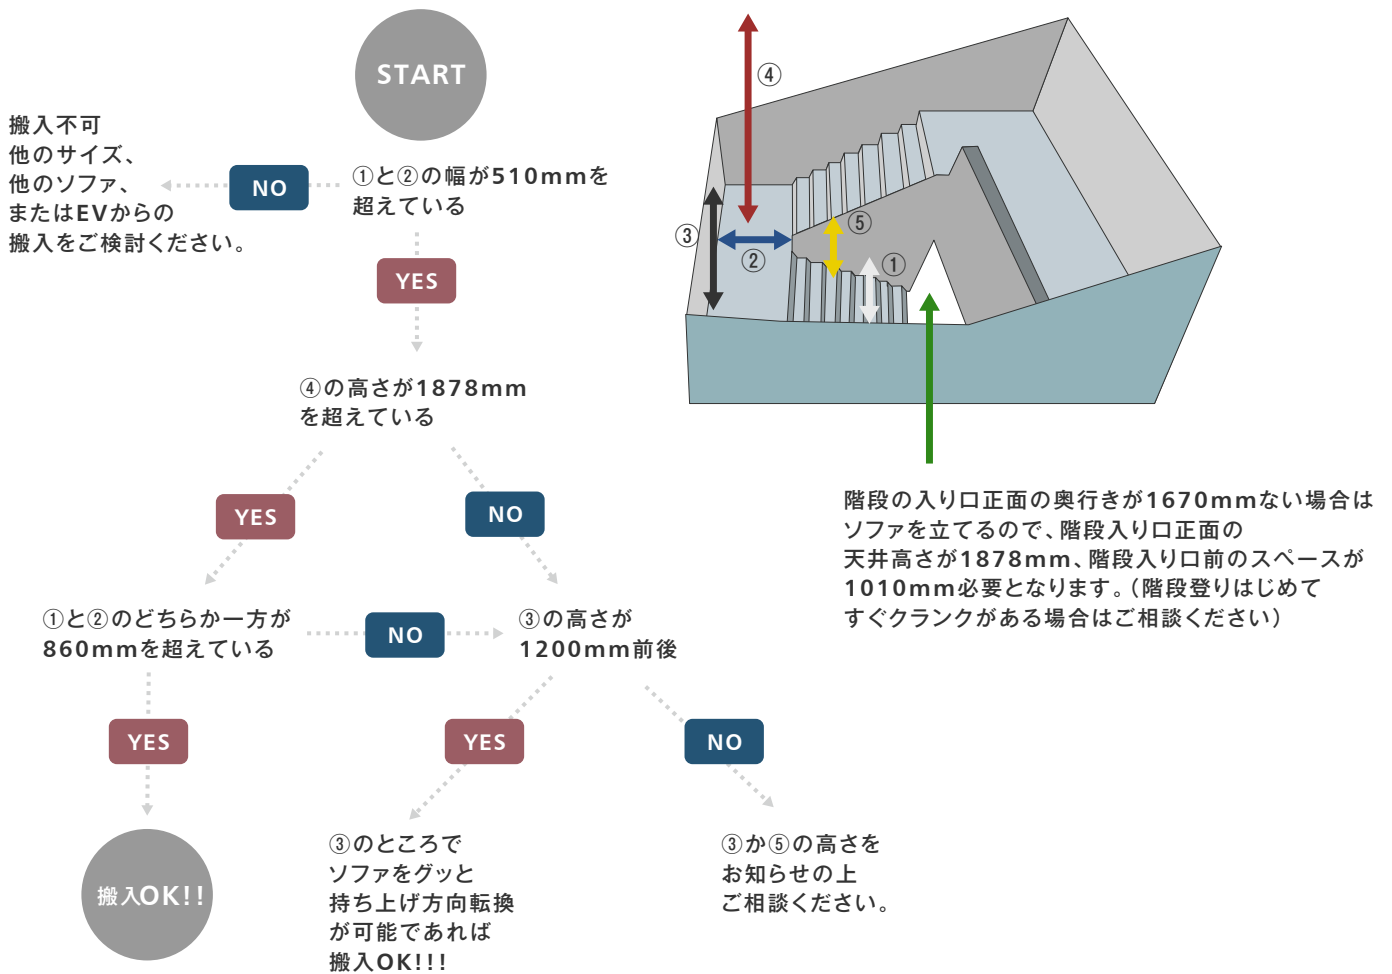 START
搬入不可
他のサイズ、
他のソファ、
またはEVからの
搬入をご検討ください。
NO
①と②の幅が510mmを
超えている
YES
④の高さが1878mm
を超えている
YES
NO
①と②のどちらか一方が
860mmを超えている
NO
③の高さが
1200mm前後
YES
YES
NO
搬入OK!!
③のところで
ソファをグッと
持ち上げ方向転換
が可能であれば
搬入OK!!!
③か⑤の高さを
お知らせの上
ご相談ください。
④
③
②
⑤
①
階段の入り口正面の奥行きが1670mmない場合は
ソファを立てるので、階段入り口正面の
天井高さが1878mm、階段入り口前のスペースが
1010mm必要となります。（階段登りはじめて
すぐクランクがある場合はご相談ください）